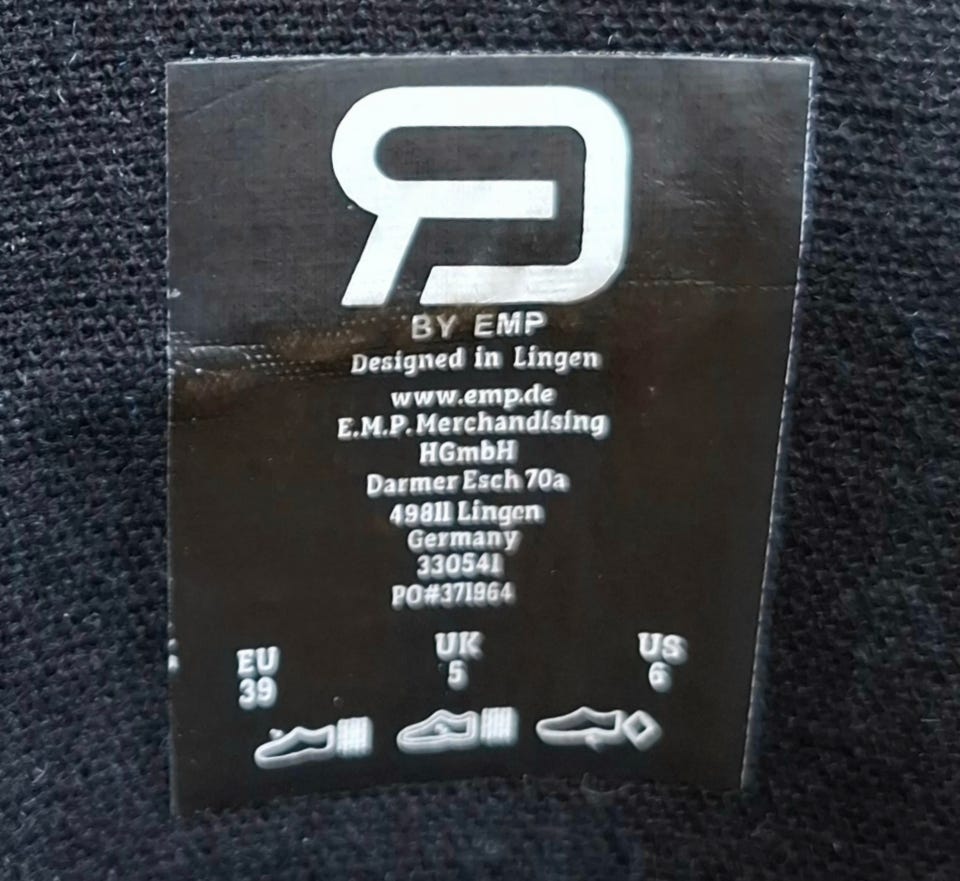 BY EMP
Designed in Lingen
www.emp.de
E.M.P. Merchandising
HGmbH
Darmer Esch 70a
49811 Lingen
Germany
330541
PO#371964
EU UK US
39 5 6